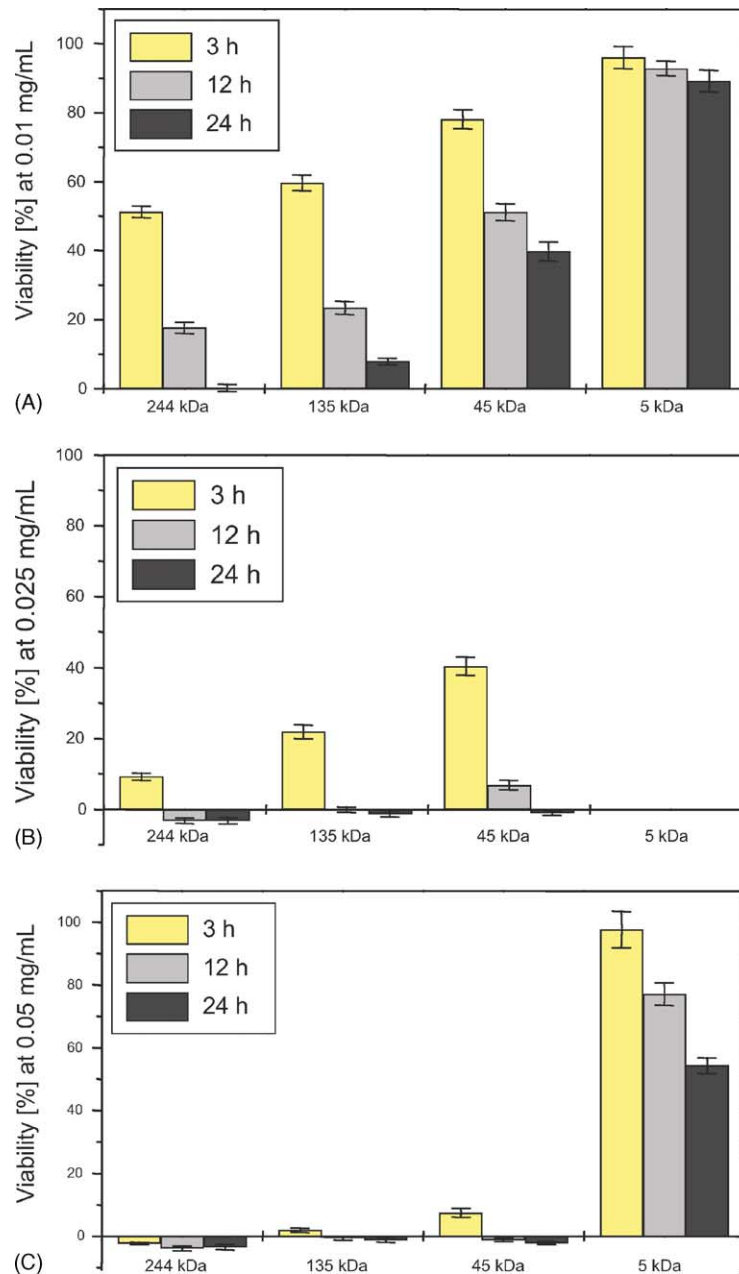 Viability [%] at 0.01 mg/mL
100
80
60
40
20
0
3 h
12 h
24 h
244 kDa 135 kDa 45 kDa 5 kDa
(A)
Viability [%] at 0.025 mg/mL
100
80
60
40
20
0
3 h
12 h
24 h
244 kDa 135 kDa 45 kDa 5 kDa
(B)
Viability [%] at 0.05 mg/mL
100
80
60
40
20
0
3 h
12 h
24 h
244 kDa 135 kDa 45 kDa 5 kDa
(C)